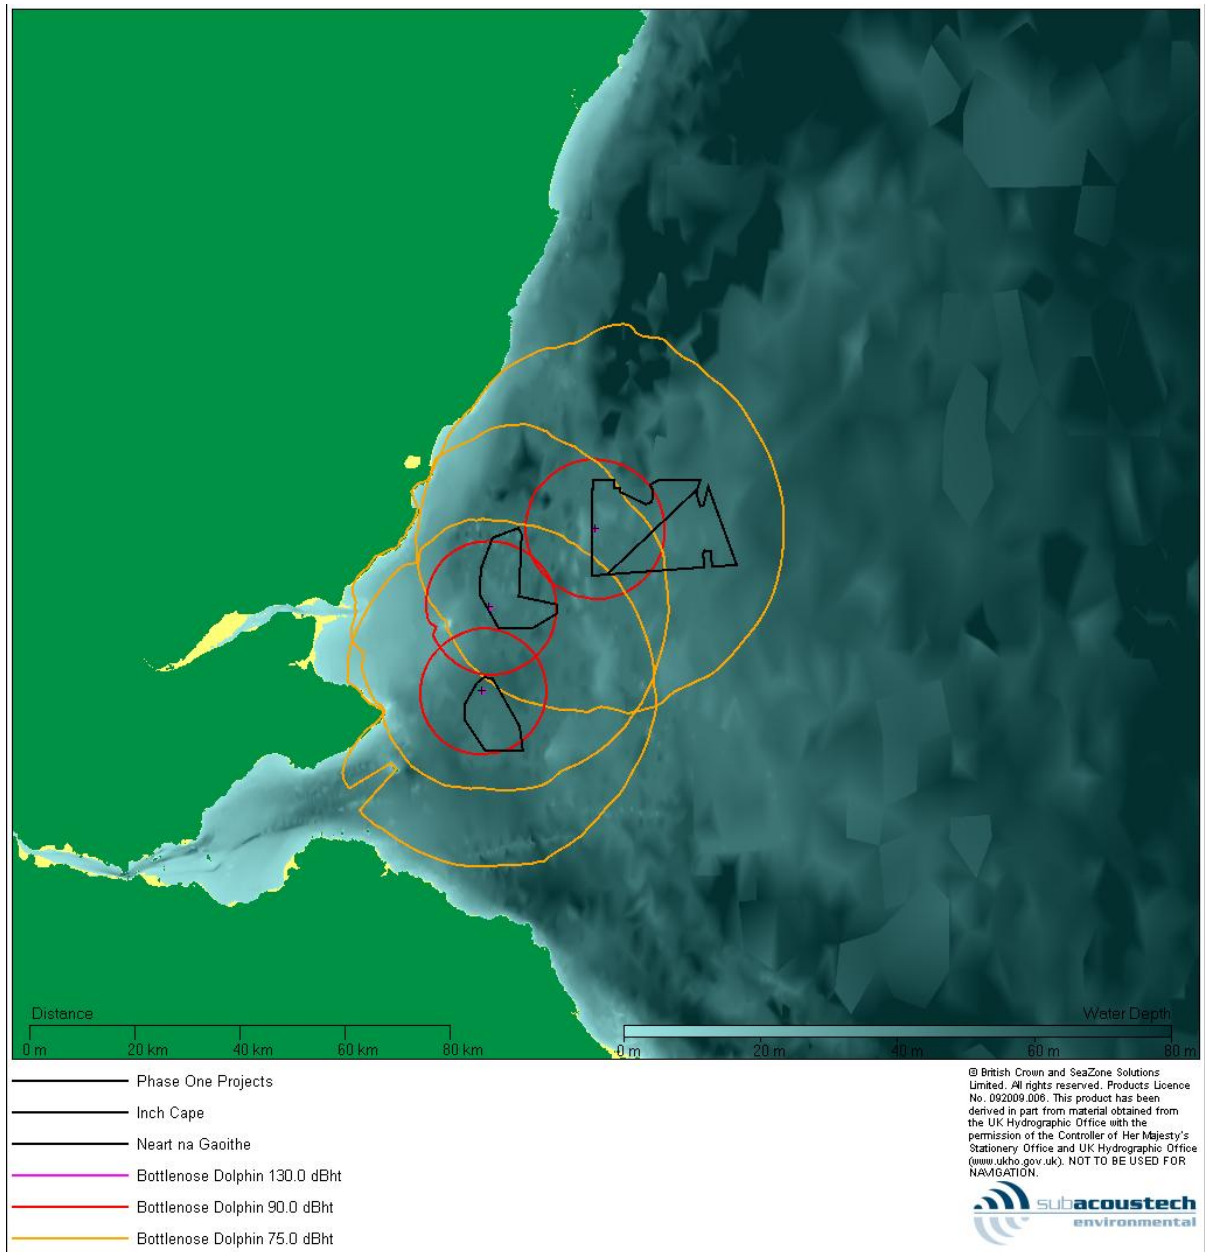 Distance
0 m 20 km 40 km 60 km 80 km
Water Depth
0 m 20 m 40 m 60 m 80 m
Phase One Projects
Inch Cape
Neart na Gaoithe
Bottlenose Dolphin 130.0 dBht
Bottlenose Dolphin 90.0 dBht
Bottlenose Dolphin 75.0 dBht
© British Crown and SeaZone Solutions
Limited. All rights reserved. Products Licence
No. 092009.006. This product has been
derived in part from material obtained from
the UK Hydrographic Office with the
permission of the Controller of Her Majesty's
Stationery Office and UK Hydrographic Office
(www.ukho.gov.uk). NOT TO BE USED FOR
NAVIGATION.
subacoustech
environmental